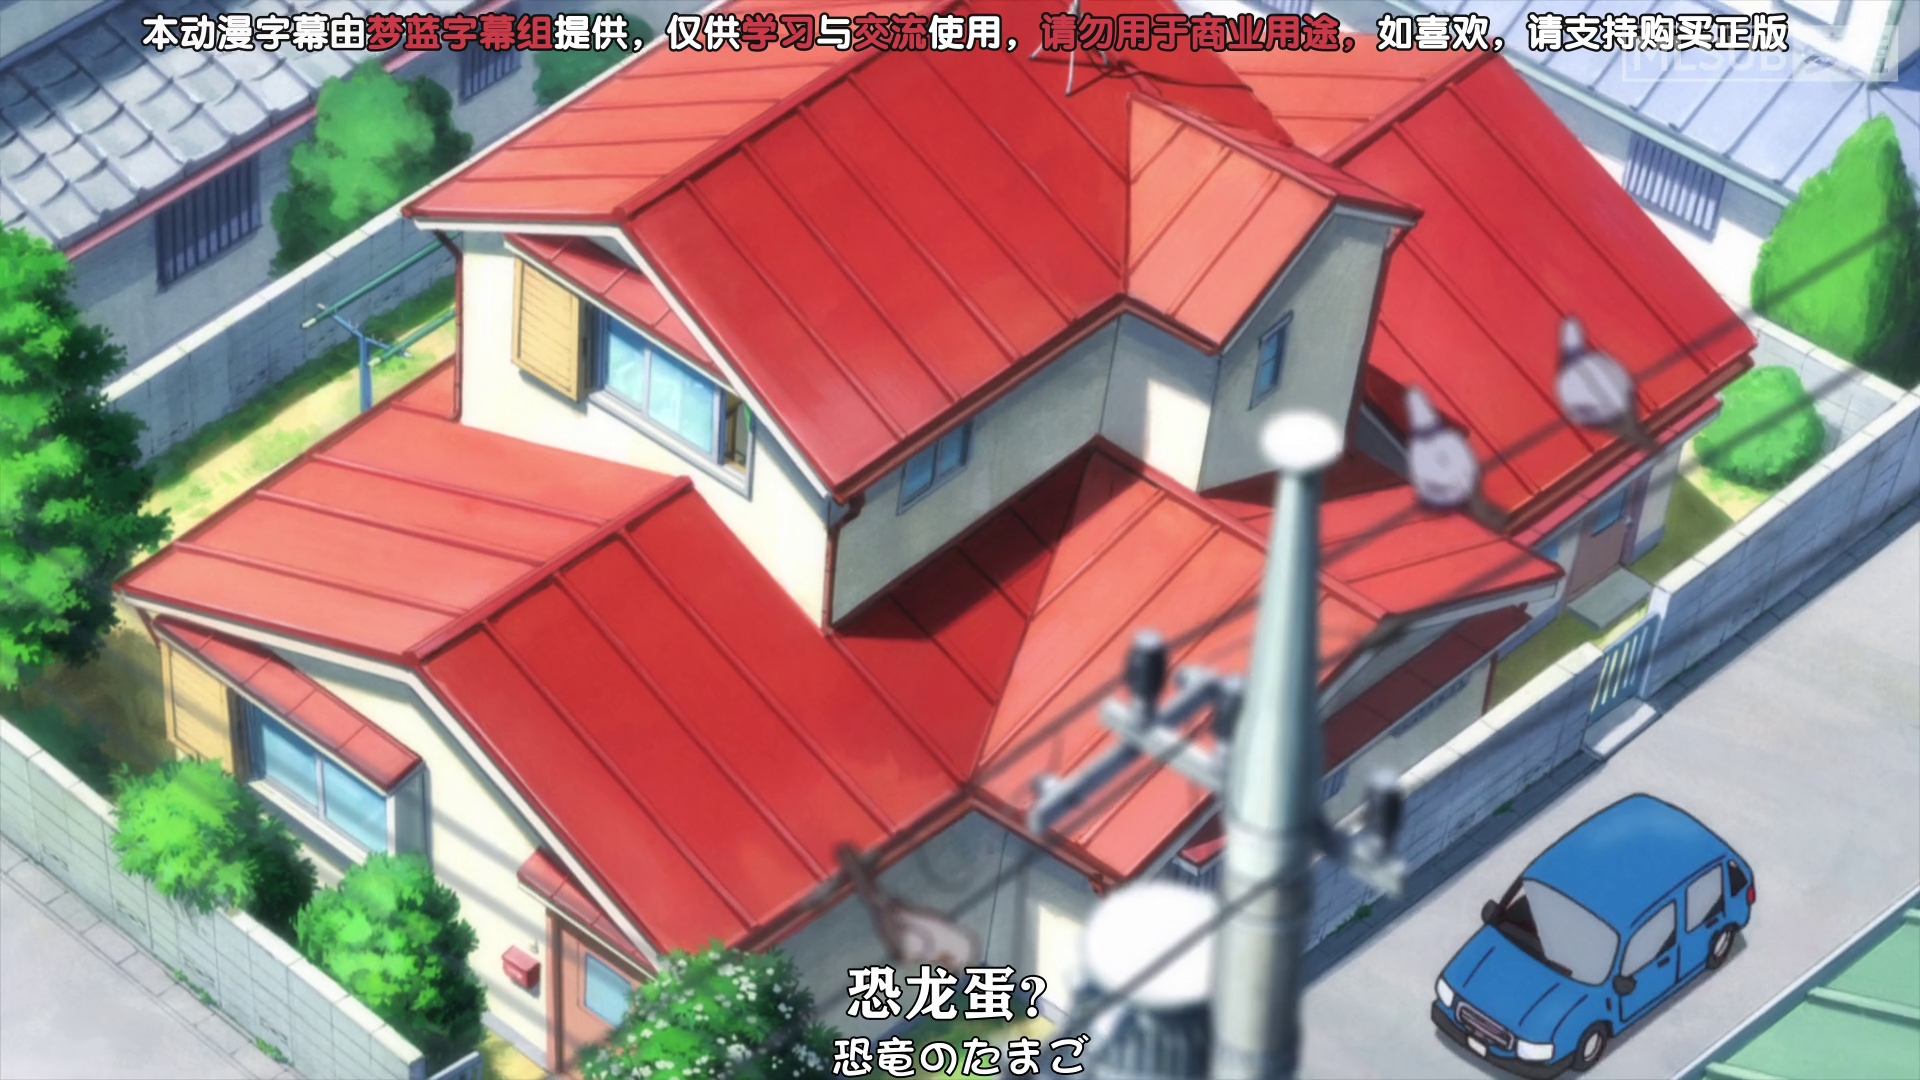 本动漫字幕由梦蓝字幕组提供，仅供学习与交流使用，请勿用于商业用途，如喜欢，请支持购买正版
MLSUB
恐龙蛋？
恐竜のたまご